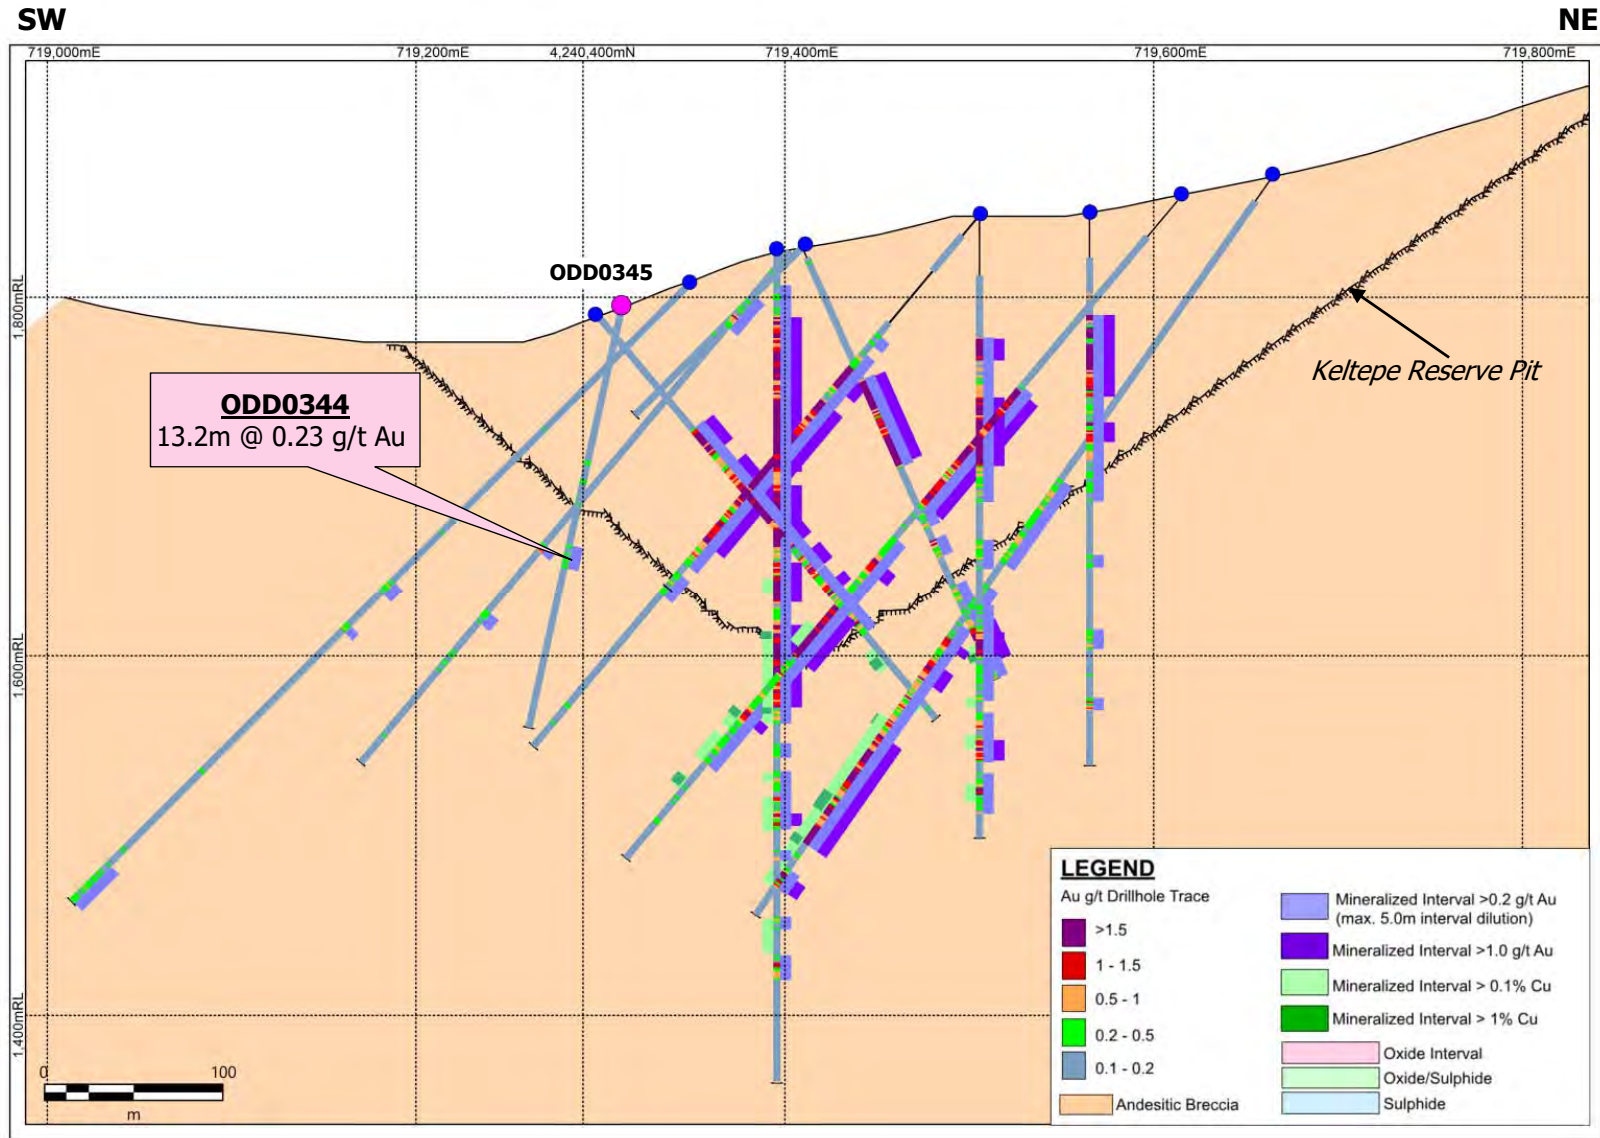 SW
NE
719,000mE
719,200mE
4,240,400mN
719,400mE
719,600mE
719,800mE
ODD0345
1,800mRL
Keltepe Reserve Pit
ODD0344
13.2m @ 0.23 g/t Au
1,600mRL
1,400mRL
0
100
m
LEGEND
Au g/t Drillhole Trace
>1.5
1 - 1.5
0.5 - 1
0.2 - 0.5
0.1 - 0.2
Andesitic Breccia
Mineralized Interval >0.2 g/t Au
(max. 5.0m interval dilution)
Mineralized Interval >1.0 g/t Au
Mineralized Interval > 0.1% Cu
Mineralized Interval > 1% Cu
Oxide Interval
Oxide/Sulphide
Sulphide